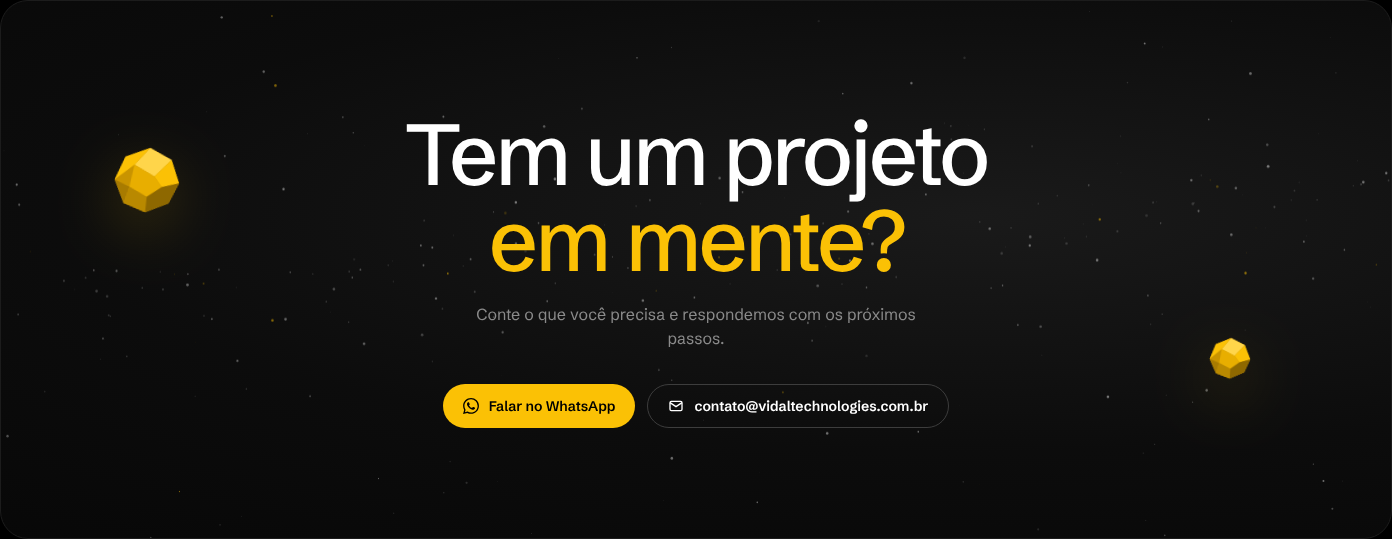 Tem um projeto
em mente?
Conte o que você precisa e respondemos com os próximos
passos.
Falar no WhatsApp
contato@vidaltechnologies.com.br